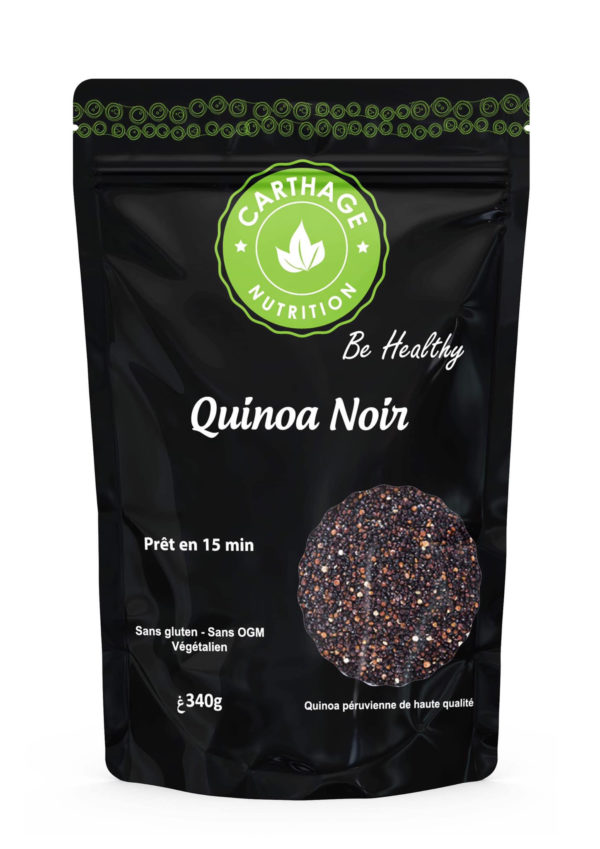 CARTHAGE
NUTRITION
Be Healthy
Quinoa Noir
Prêt en 15 min
Sans gluten - Sans OGM
Végétalien
340g غ
Quinoa péruvienne de haute qualité